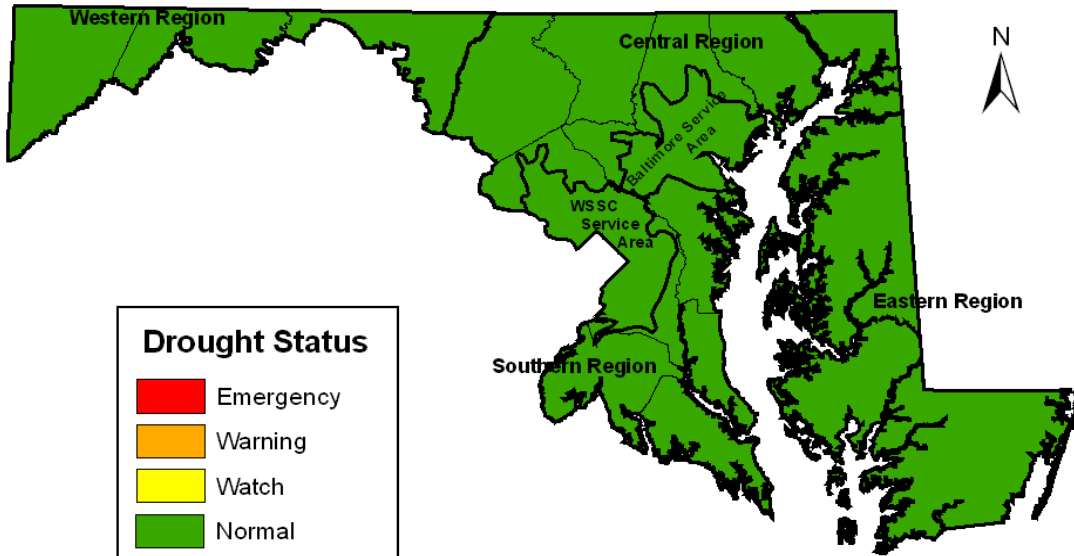 Western Region
Central Region
N
Baltimore Service
Area
WSSC
Service
Area
Eastern Region
Southern Region
Drought Status
Emergency
Warning
Watch
Normal